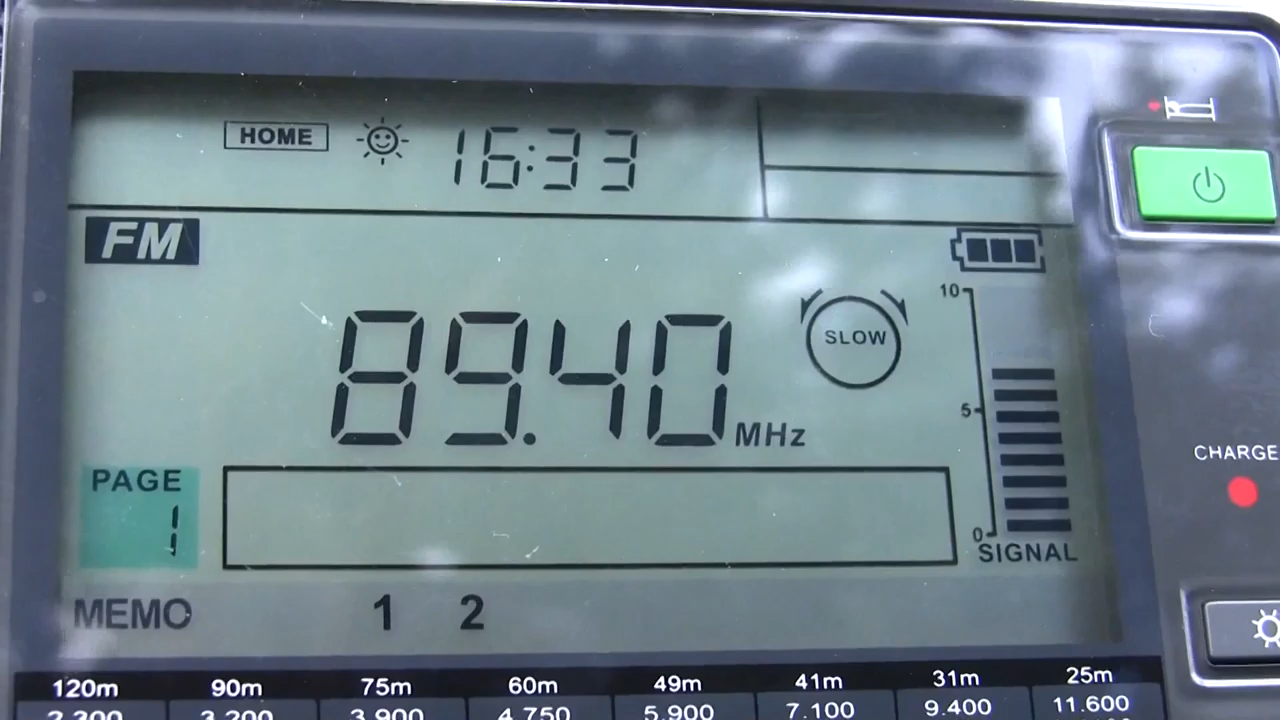 HOME 16:33
FM
89.40 MHz
SLOW
10
5
0
SIGNAL
PAGE
1
MEMO 1 2
CHARGE
120m 90m 75m 60m 49m 41m 31m 25m
2.300 3.200 3.900 4.750 5.900 7.100 9.400 11.600